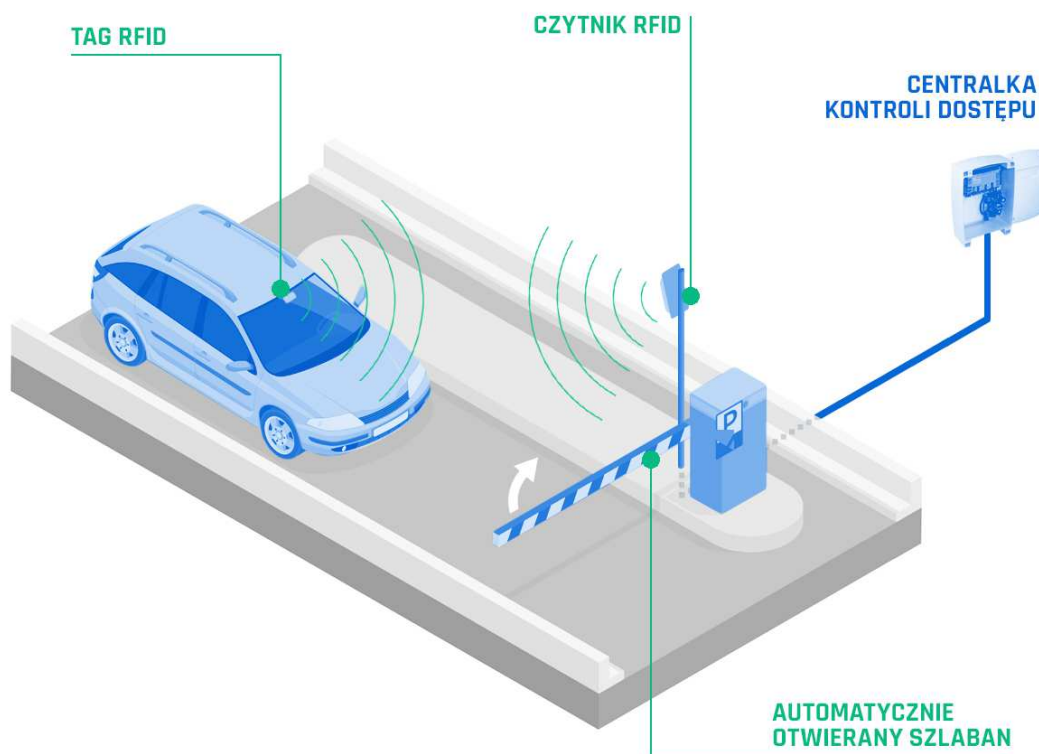 TAG RFID
CZYTNIK RFID
CENTRALKA
KONTROLI DOSTĘPU
P
AUTOMATYCZNIE
OTWIERANY SZLABAN